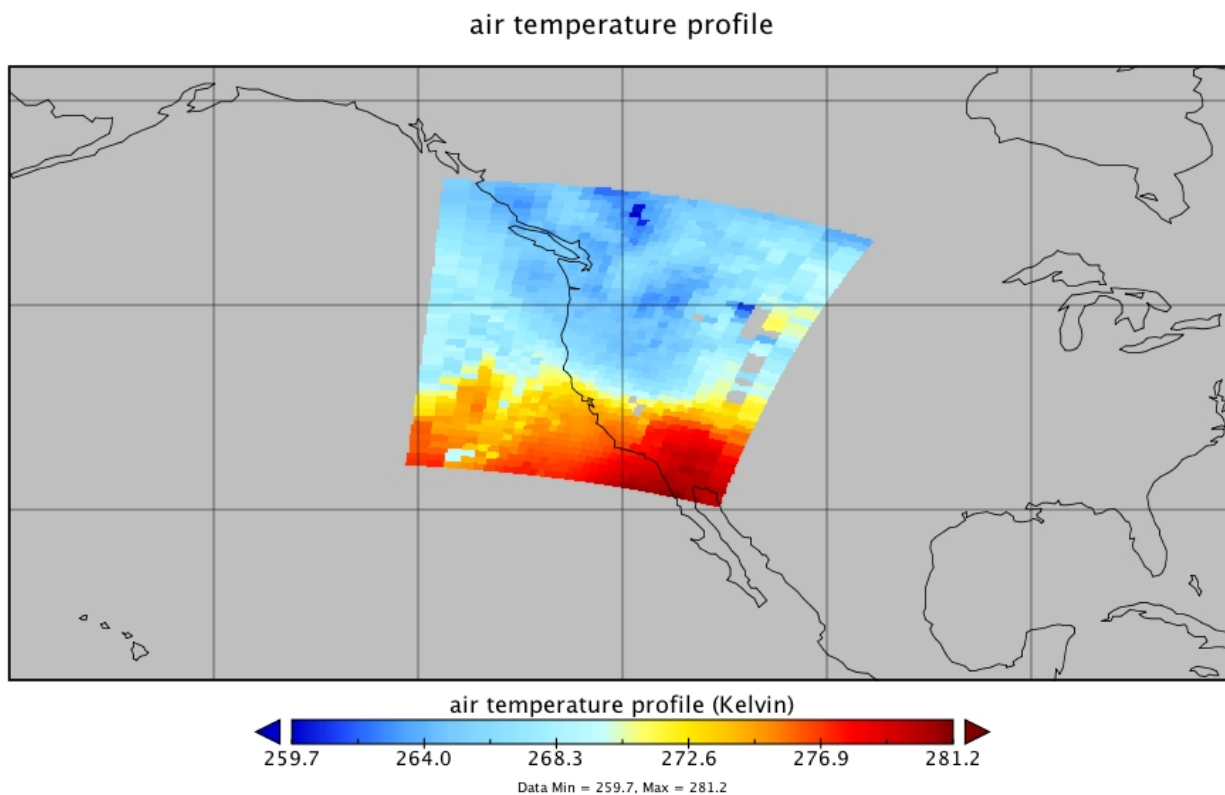 air temperature profile
air temperature profile (Kelvin)
259.7 264.0 268.3 272.6 276.9 281.2
Data Min = 259.7, Max = 281.2